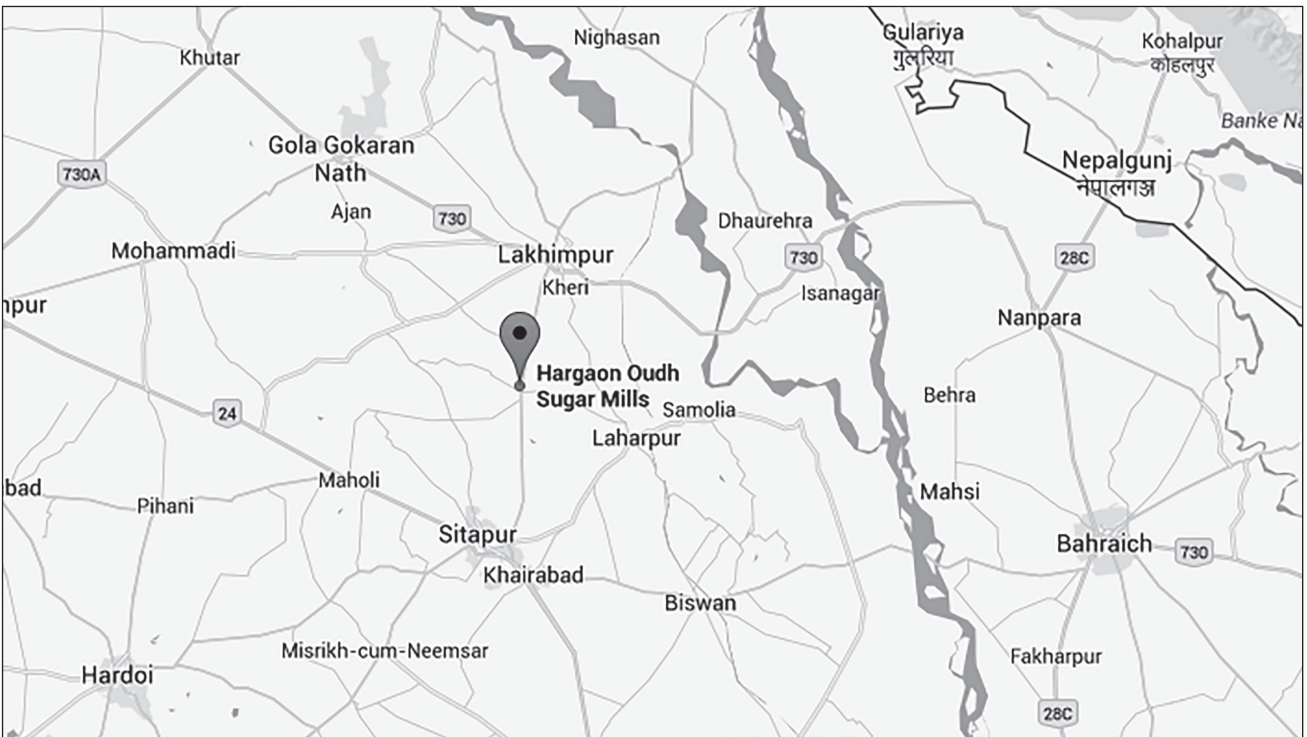 Nighasan
Gulariya
गुलरिया
Kohalpur
कोहलपुर
Khutar
Banke Na
Gola Gokaran
Nath
Nepalgunj
नेपालगञ्ज
730A
Ajan
730
Dhaurehra
Mohammadi
Lakhimpur
730
28C
Kheri
Isanagar
npur
Nanpara
Hargaon Oudh
Sugar Mills
Behra
24
Samolia
Laharpur
Maholi
bad
Pihani
Mahsi
Sitapur
Bahraich
730
Khairabad
Biswan
Misrikh-cum-Neemsar
Fakharpur
Hardoi
28C